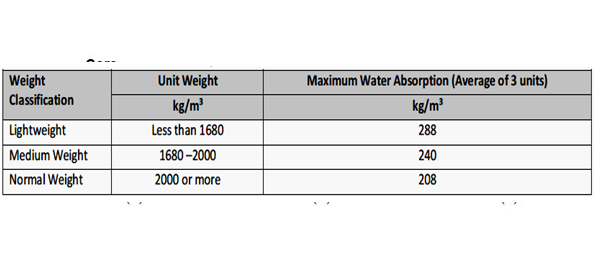 Weight Classification Unit Weight Maximum Water Absorption (Average of 3 units)
kg/m³ kg/m³
Lightweight Less than 1680 288
Medium Weight 1680 –2000 240
Normal Weight 2000 or more 208